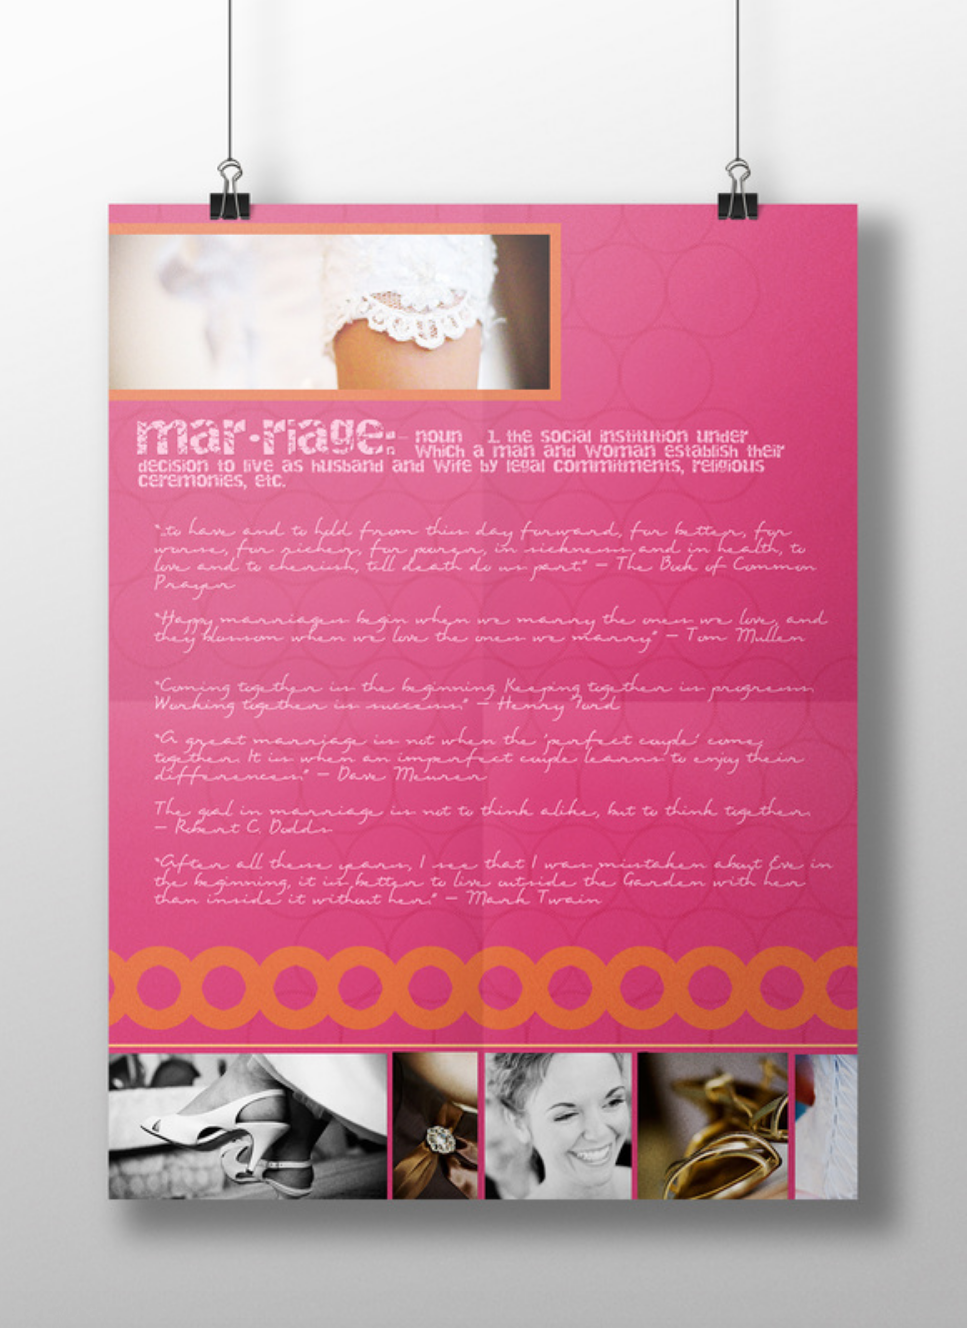 mar·riage:
noun 1. the social institution under
which a man and woman establish their
decision to live as husband and wife by legal commitments, religious
ceremonies, etc.
"to have and to hold from this day forward, for better, for
worse, for richer, for poorer, in sickness and in health, to
love and to cherish, till death do us part." – The Book of Common
Prayer
"Happy marriages begin when we marry the ones we love, and
they blossom when we love the ones we marry" – Tom Mullen
"Coming together is the beginning. Keeping together is progress.
Working together is success." – Henry Ford
"A great marriage is not when the 'perfect couple' come
together. It is when an imperfect couple learns to enjoy their
differences." – Dave Meurer
The goal in marriage is not to think alike, but to think together.
– Robert C. Dodds
"After all these years, I see that I was mistaken about Eve in
the beginning, it is better to live outside the Garden with her
than inside it without her." – Mark Twain